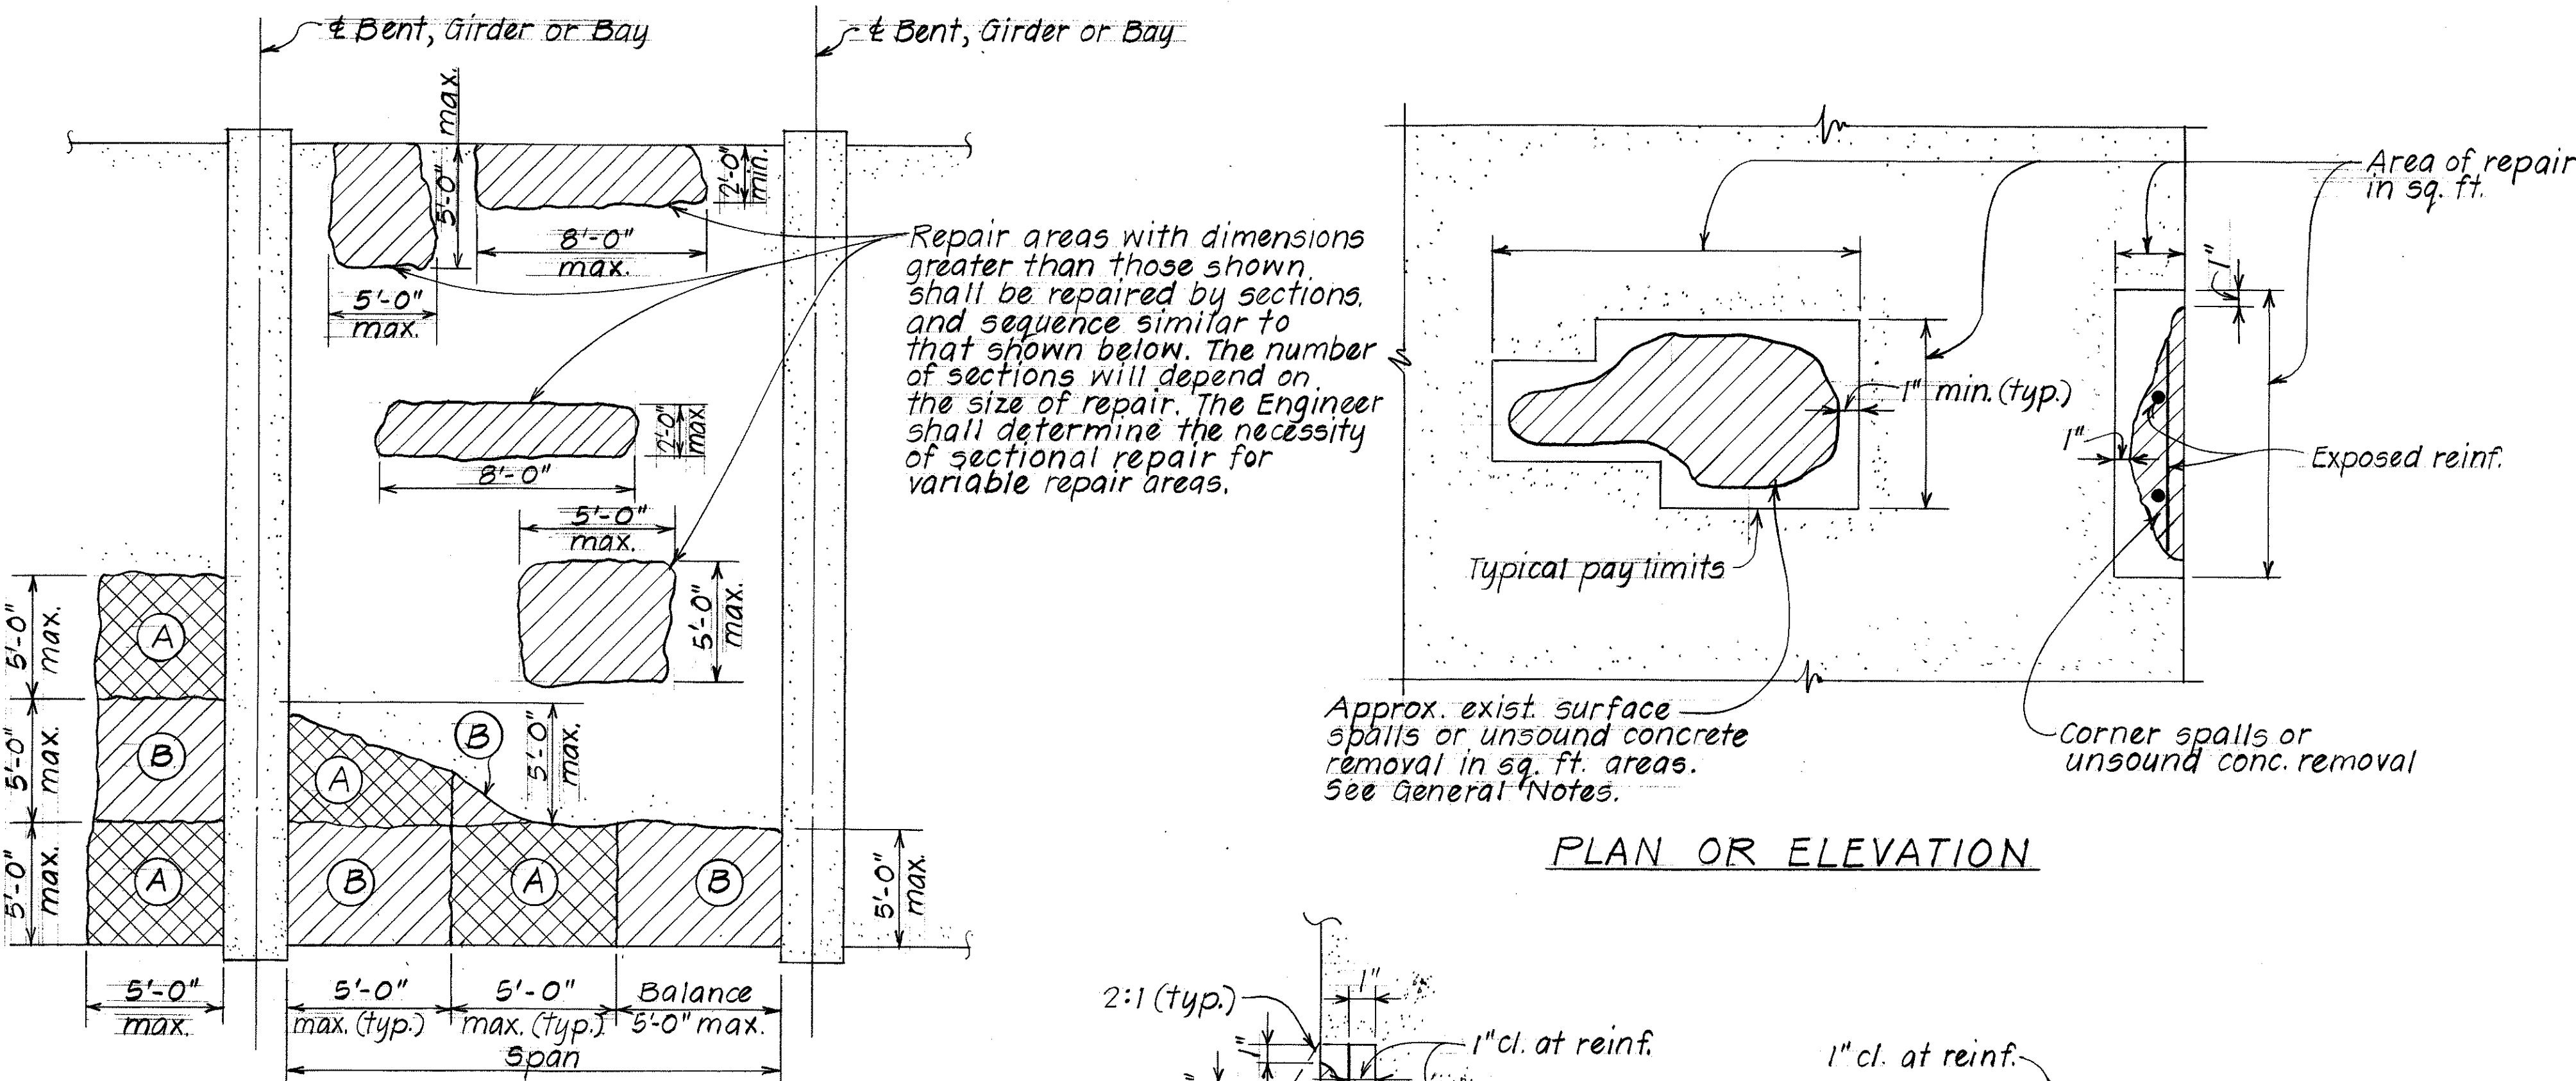 ℄ Bent, Girder or Bay
℄ Bent, Girder or Bay
5'-0" max.
2'-0" min.
8'-0"
max.
5'-0"
max.
Repair areas with dimensions
greater than those shown
shall be repaired by sections
and sequence similar to
that shown below. The number
of sections will depend on
the size of repair. The Engineer
shall determine the necessity
of sectional repair for
variable repair areas.
2'-0" max.
8'-0"
5'-0"
max.
5'-0" max.
5'-0" max.
A
5'-0" max.
B
5'-0" max.
A
A
B
5'-0" max.
B
A
B
5'-0" max.
5'-0"
max.
5'-0"
max. (typ.)
5'-0"
max. (typ.)
Balance
5'-0" max.
Span
Area of repair
in sq. ft.
1"
1" min. (typ.)
1"
Exposed reinf.
Typical pay limits
Approx. exist. surface
spalls or unsound concrete
removal in sq. ft. areas.
See General Notes.
Corner spalls or
unsound conc. removal
PLAN OR ELEVATION
2:1 (typ.)
1"
1"
1" cl. at reinf.
1" cl. at reinf.